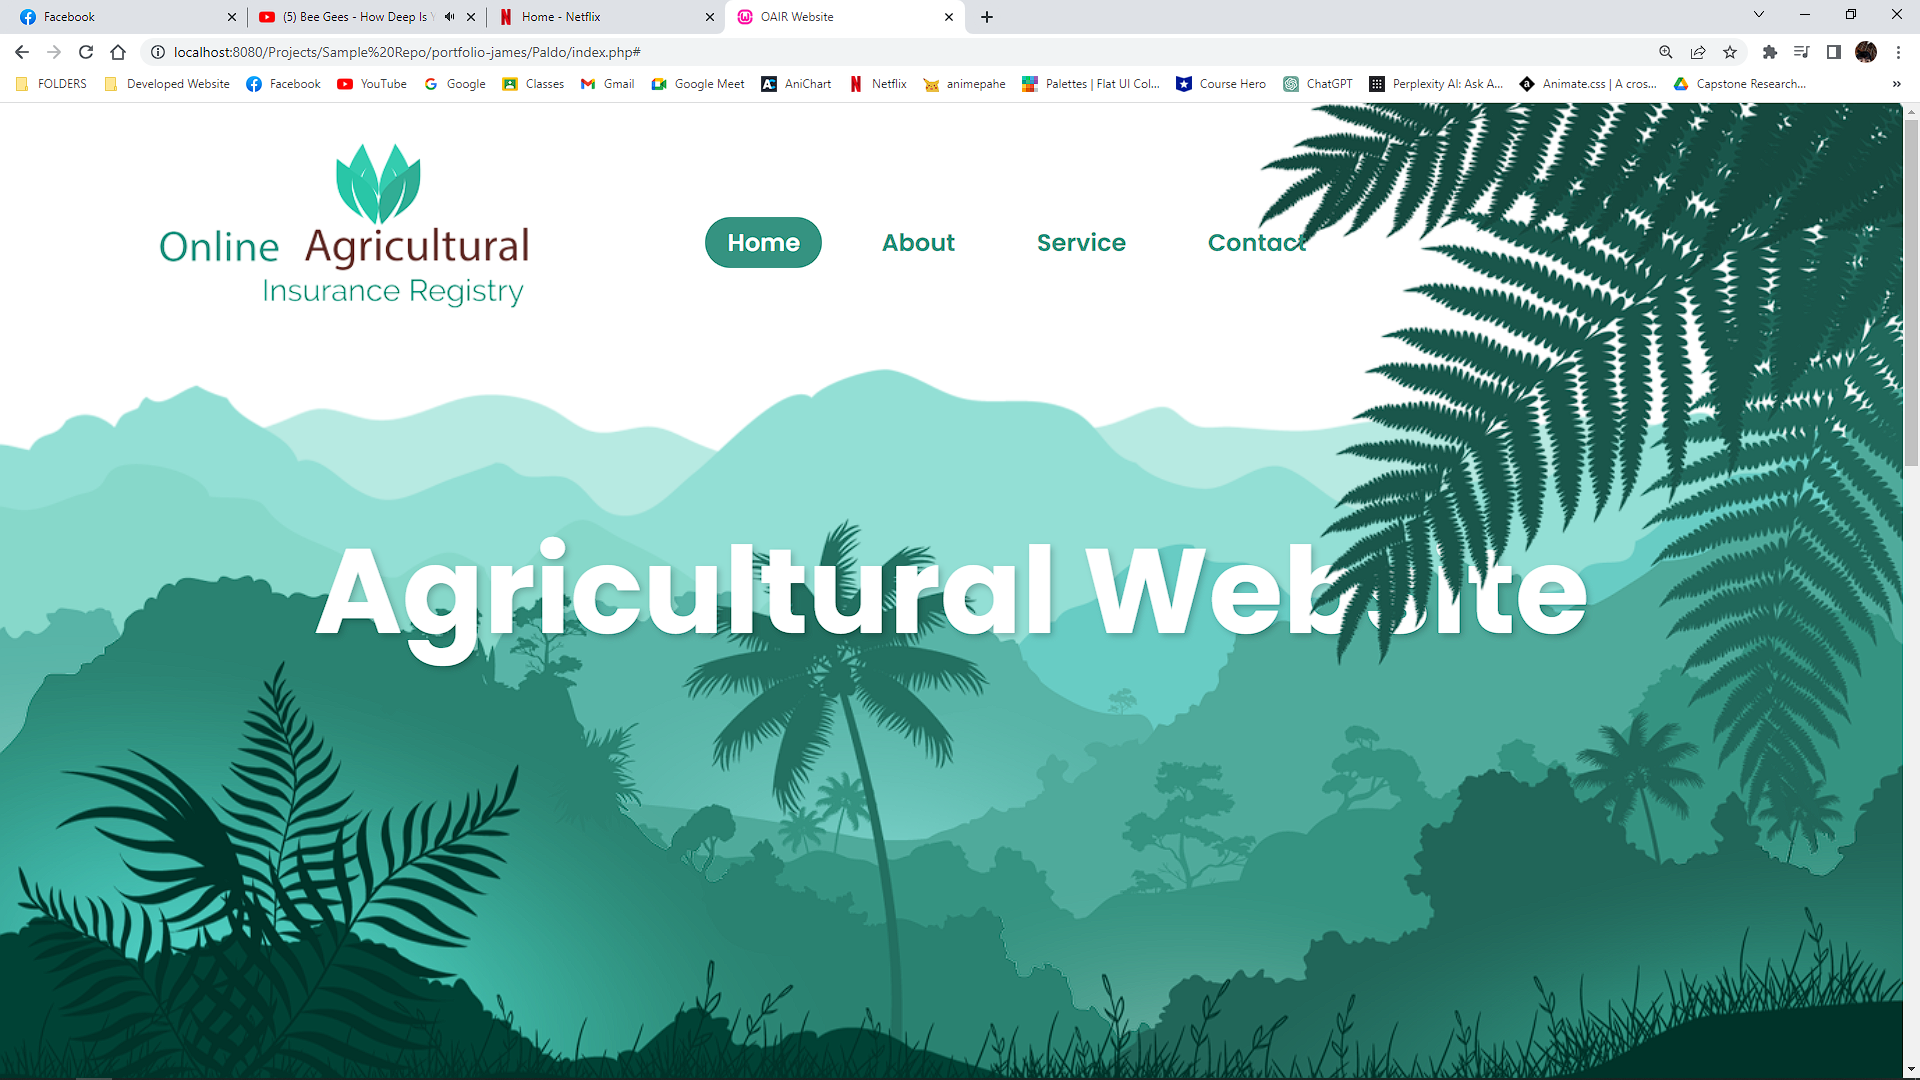 Facebook
(5) Bee Gees - How Deep Is Y
Home - Netflix
OAIR Website
localhost:8080/Projects/Sample%20Repo/portfolio-james/Paldo/index.php#
FOLDERS
Developed Website
Facebook
YouTube
Google
Classes
Gmail
Google Meet
AniChart
Netflix
animepahe
Palettes | Flat UI Col...
Course Hero
ChatGPT
Perplexity AI: Ask A...
Animate.css | A cros...
Capstone Research...
Online Agricultural
Insurance Registry
Home
About
Service
Contact
Agricultural Website